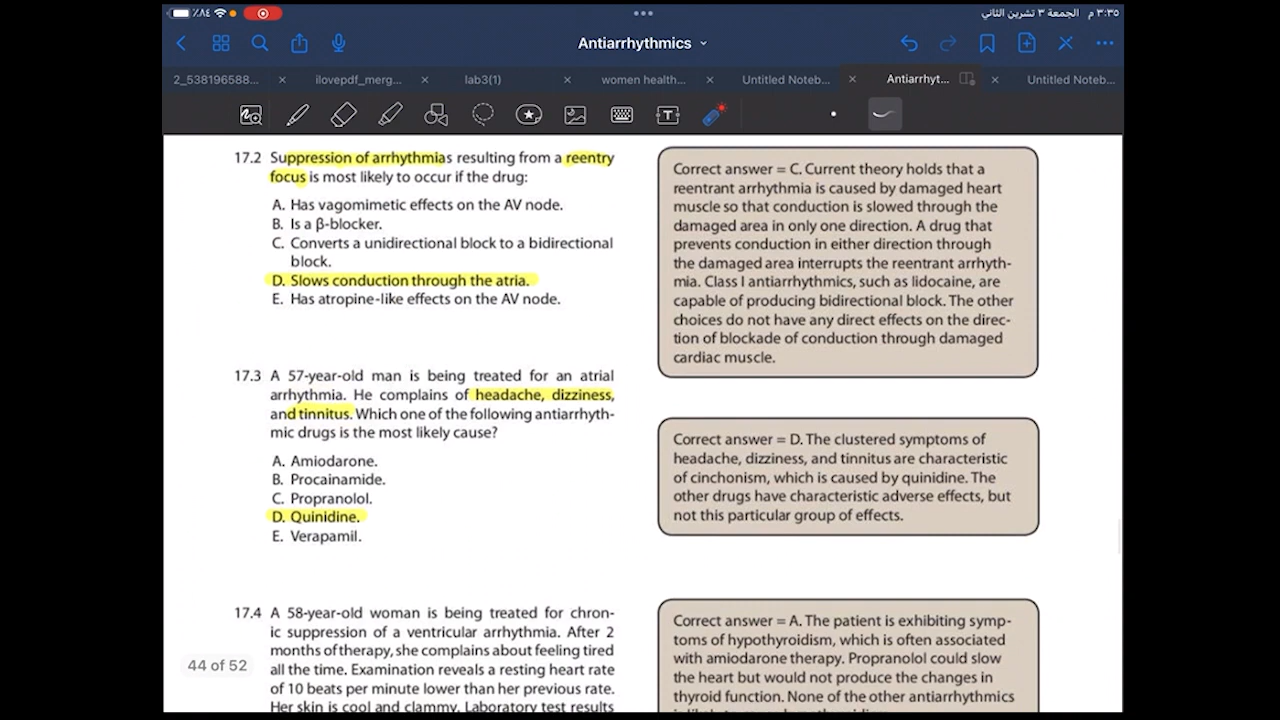 ٪٨٤
٣:٣٥ م الجمعة ٣ تشرين الثاني
Antiarrhythmics
2_538196588...
ilovepdf_merg...
lab3(1)
women health...
Untitled Noteb...
Antiarrhyt...
Untitled Noteb...
17.2 Suppression of arrhythmias resulting from a reentry
focus is most likely to occur if the drug:
A. Has vagomimetic effects on the AV node.
B. Is a β-blocker.
C. Converts a unidirectional block to a bidirectional
block.
D. Slows conduction through the atria.
E. Has atropine-like effects on the AV node.
Correct answer = C. Current theory holds that a
reentrant arrhythmia is caused by damaged heart
muscle so that conduction is slowed through the
damaged area in only one direction. A drug that
prevents conduction in either direction through
the damaged area interrupts the reentrant arrhyth-
mia. Class I antiarrhythmics, such as lidocaine, are
capable of producing bidirectional block. The other
choices do not have any direct effects on the direc-
tion of blockade of conduction through damaged
cardiac muscle.
17.3 A 57-year-old man is being treated for an atrial
arrhythmia. He complains of headache, dizziness,
and tinnitus. Which one of the following antiarrhyth-
mic drugs is the most likely cause?
A. Amiodarone.
B. Procainamide.
C. Propranolol.
D. Quinidine.
E. Verapamil.
Correct answer = D. The clustered symptoms of
headache, dizziness, and tinnitus are characteristic
of cinchonism, which is caused by quinidine. The
other drugs have characteristic adverse effects, but
not this particular group of effects.
17.4 A 58-year-old woman is being treated for chron-
ic suppression of a ventricular arrhythmia. After 2
months of therapy, she complains about feeling tired
all the time. Examination reveals a resting heart rate
of 10 beats per minute lower than her previous rate.
Her skin is cool and clammy. Laboratory test results
Correct answer = A. The patient is exhibiting symp-
toms of hypothyroidism, which is often associated
with amiodarone therapy. Propranolol could slow
the heart but would not produce the changes in
thyroid function. None of the other antiarrhythmics
44 of 52